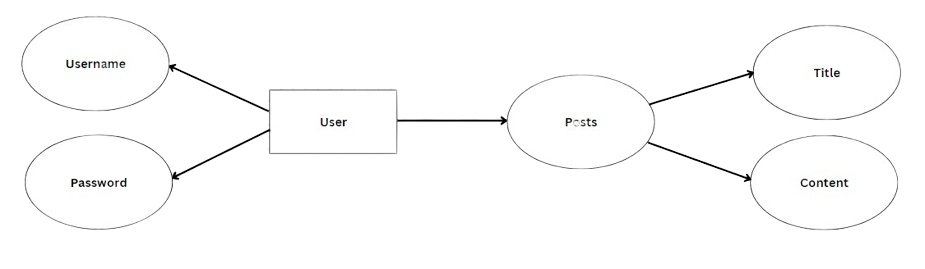 Username
Password
User
Posts
Title
Content